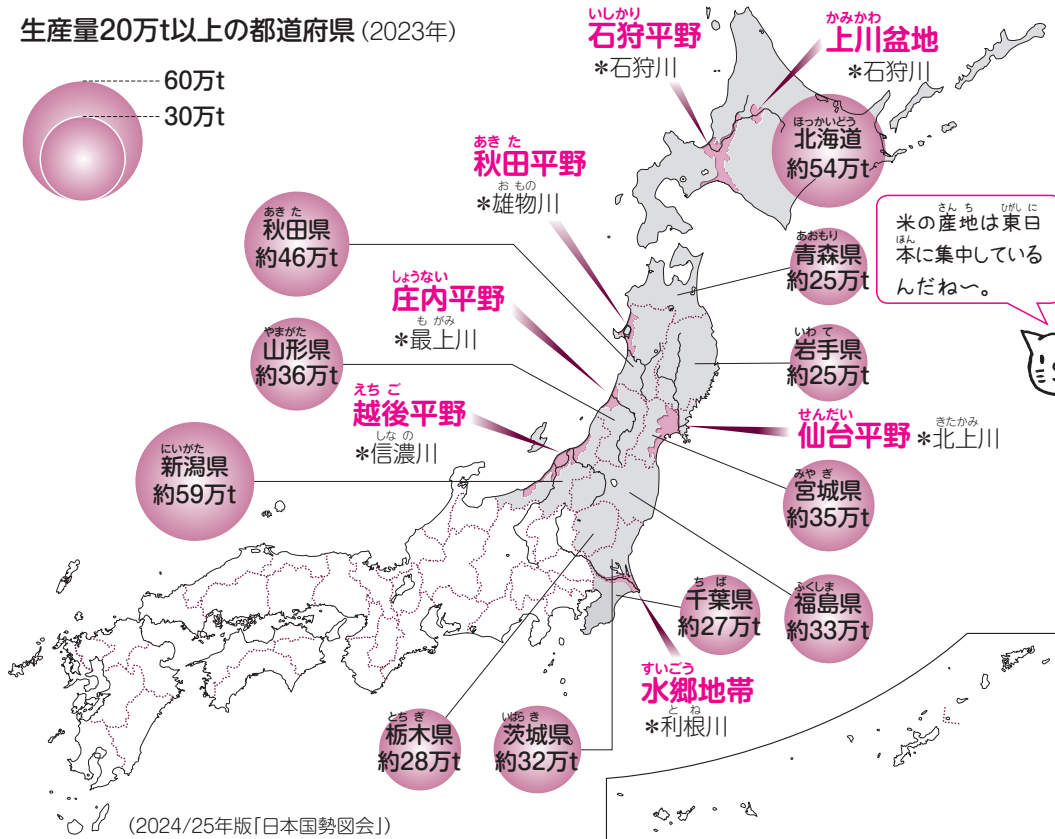 生産量20万t以上の都道府県(2023年)
60万t
30万t
いしかり
石狩平野
*石狩川
かみかわ
上川盆地
*石狩川
ほっかいどう
北海道
約54万t
あきた
秋田平野
おもの
*雄物川
あきた
秋田県
約46万t
さんち ひがしに
米の産地は東日
ほん
本に集中している
んだね〜。
あおもり
青森県
約25万t
しょうない
庄内平野
もがみ
*最上川
やまがた
山形県
約36万t
いわて
岩手県
約25万t
えちご
越後平野
しなの
*信濃川
せんだい
仙台平野
きたかみ
*北上川
にいがた
新潟県
約59万t
みやぎ
宮城県
約35万t
ちば
千葉県
約27万t
ふくしま
福島県
約33万t
すいごう
水郷地帯
とね
*利根川
とちぎ
栃木県
約28万t
いばらき
茨城県
約32万t
(2024/25年版「日本国勢図会」)